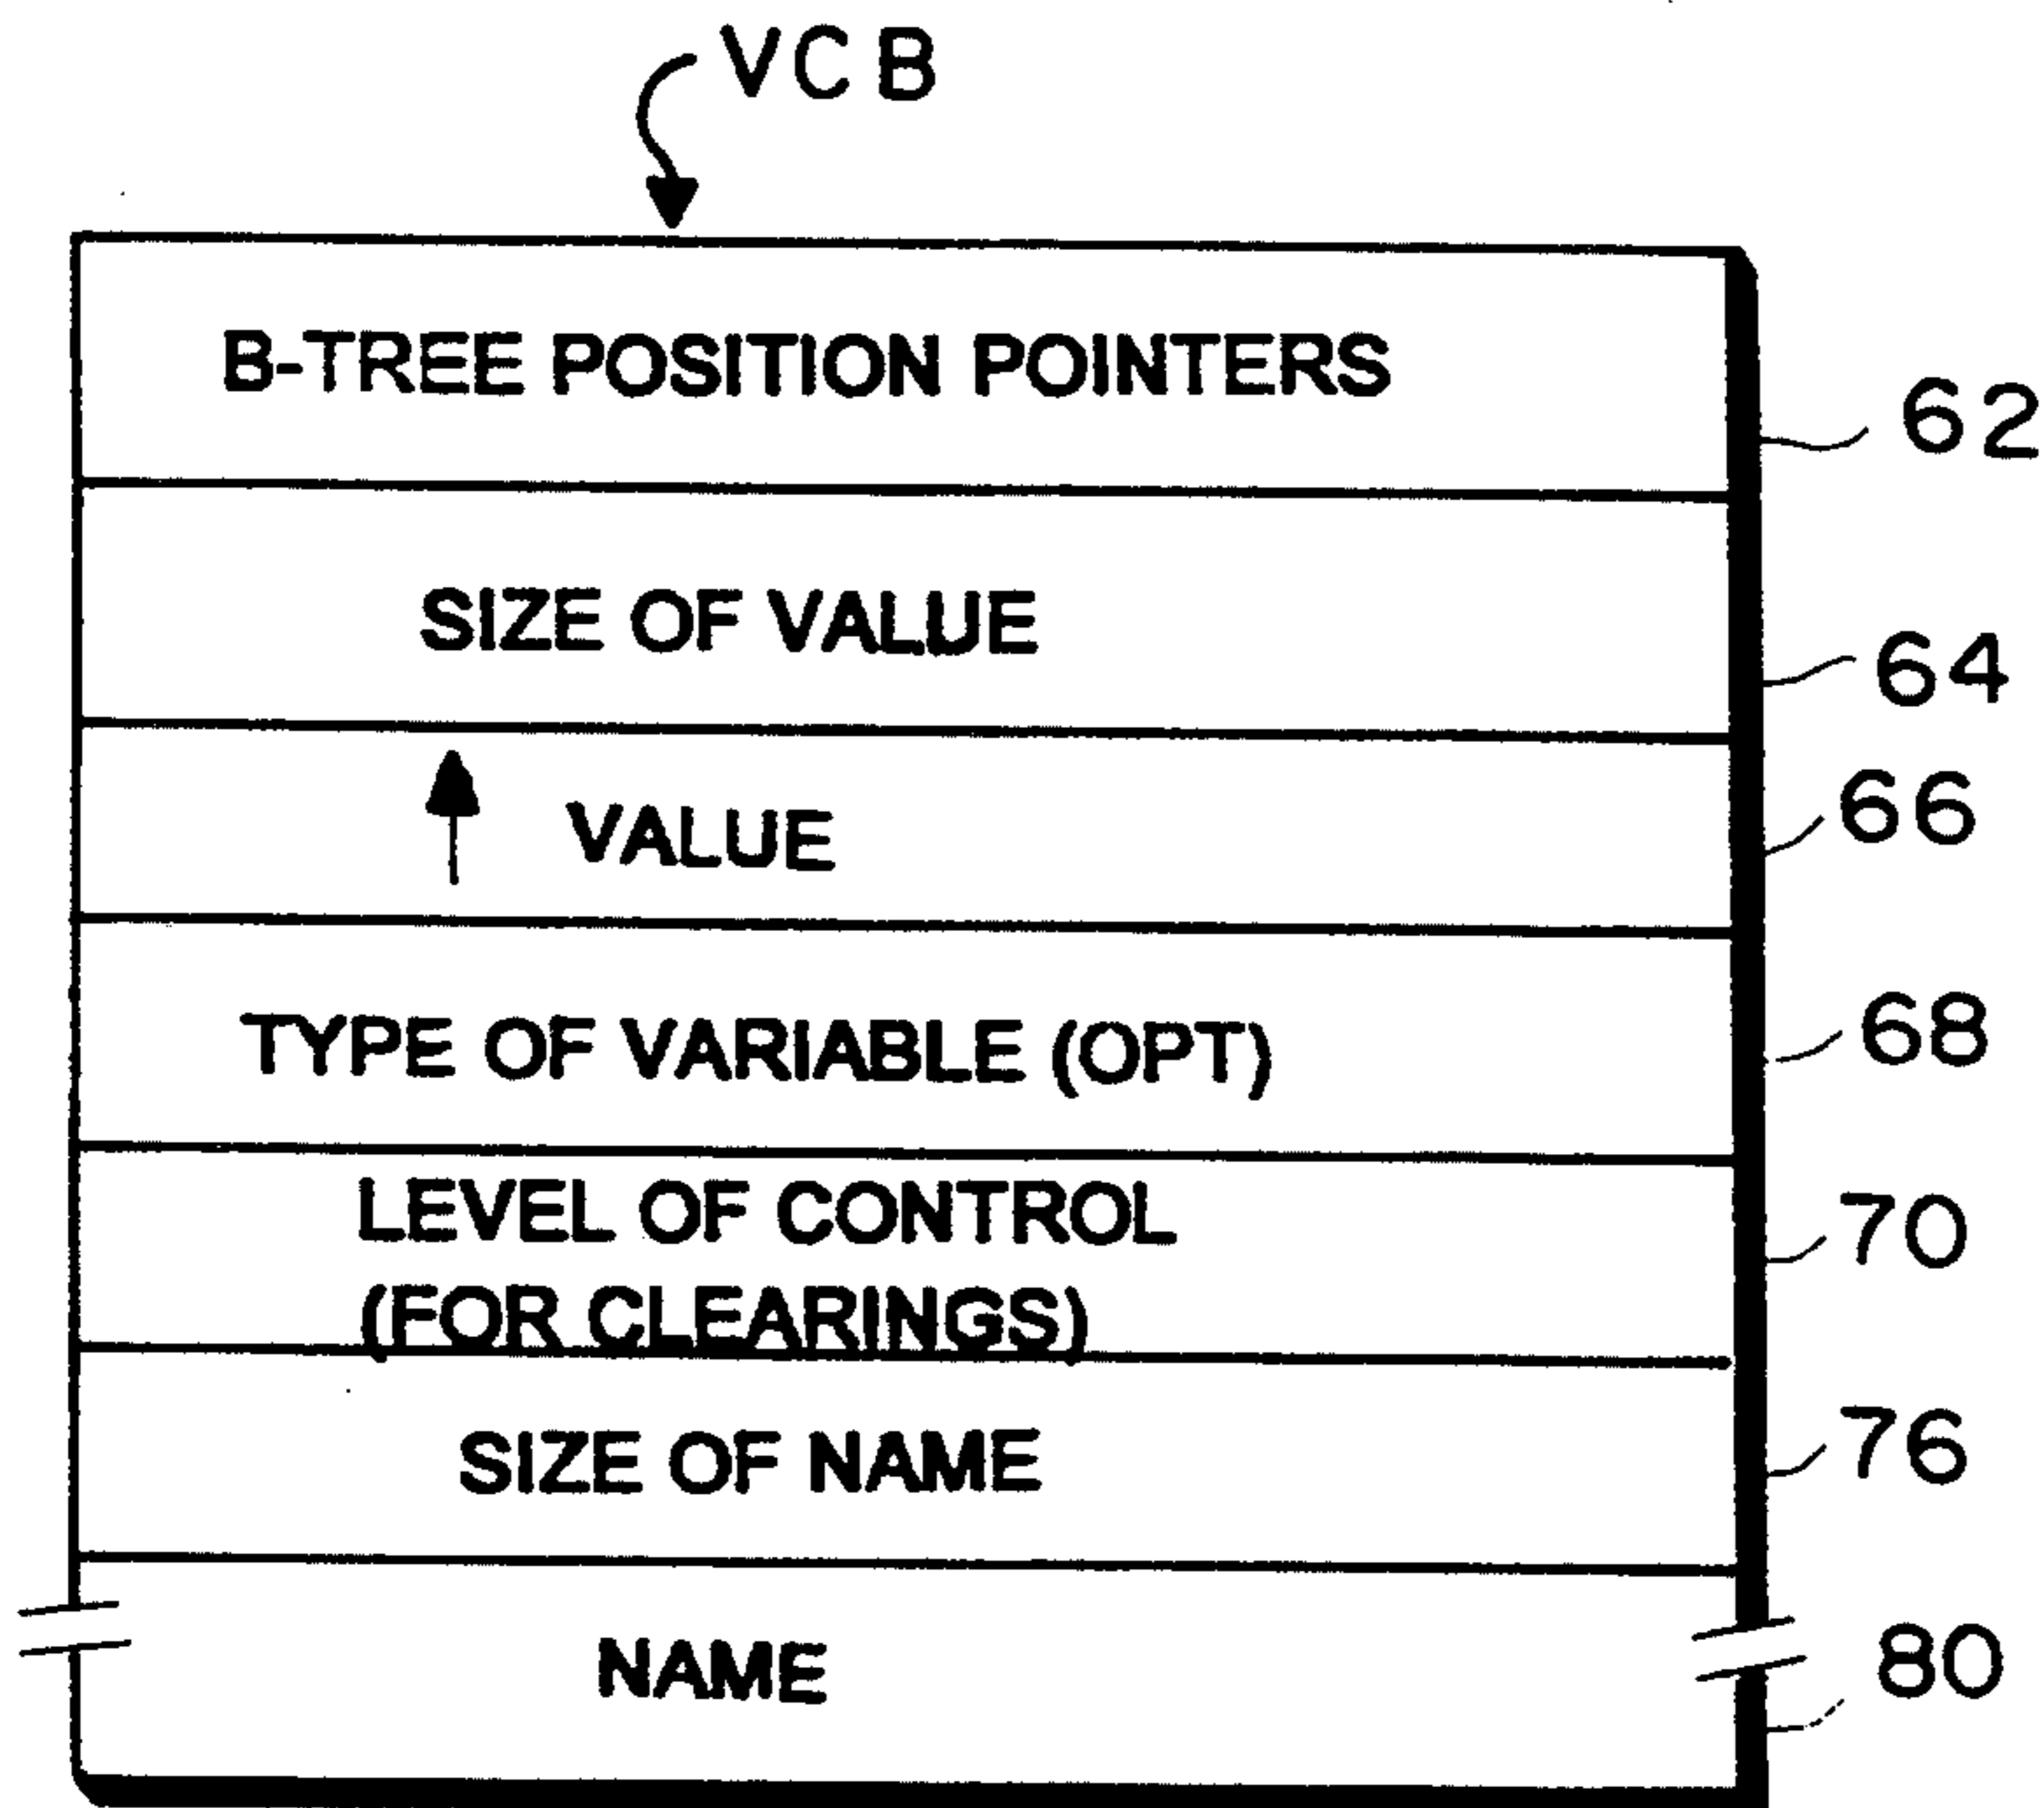 VCB
B-TREE POSITION POINTERS
62
SIZE OF VALUE
64
VALUE
66
TYPE OF VARIABLE (OPT)
68
LEVEL OF CONTROL
(FOR CLEARINGS)
70
SIZE OF NAME
76
NAME
80